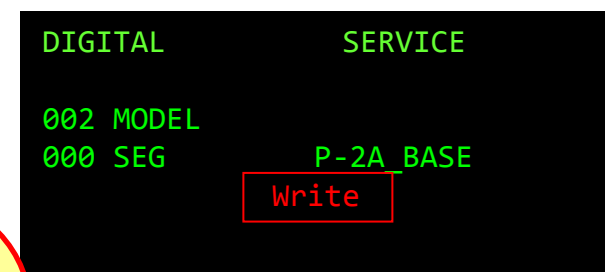 DIGITAL SERVICE
002 MODEL
000 SEG P-2A_BASE
Write